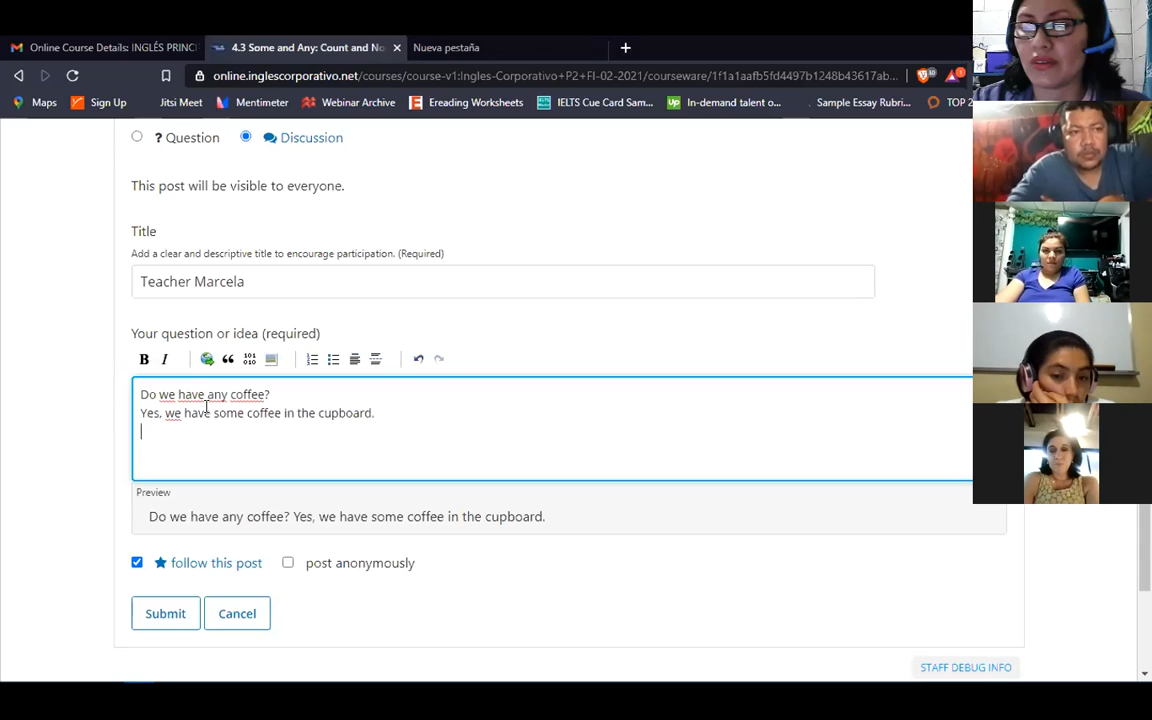 Online Course Details: INGLÉS PRINCI
4.3 Some and Any: Count and No
Nueva pestaña
online.inglescorporativo.net/courses/course-v1:Ingles-Corporativo+P2+FI-02-2021/courseware/1f1a1aafb5fd4497b1248b43617ab...
Maps
Sign Up
Jitsi Meet
Mentimeter
Webinar Archive
Ereading Worksheets
IELTS Cue Card Sam...
In-demand talent o...
Sample Essay Rubri...
TOP 2
? Question
Discussion
This post will be visible to everyone.
Title
Add a clear and descriptive title to encourage participation. (Required)
Teacher Marcela
Your question or idea (required)
B I
Do we have any coffee?
Yes, we have some coffee in the cupboard.
Preview
Do we have any coffee? Yes, we have some coffee in the cupboard.
follow this post
post anonymously
Submit
Cancel
STAFF DEBUG INFO